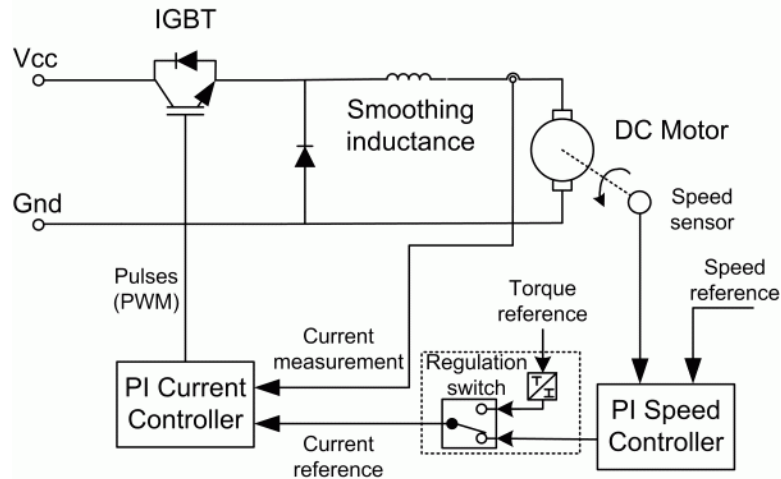 IGBT
Vcc
Smoothing
inductance
DC Motor
Gnd
Speed
sensor
Pulses
(PWM)
Speed
reference
Torque
reference
Current
measurement
Regulation
switch
T
I
PI Current
Controller
PI Speed
Controller
Current
reference